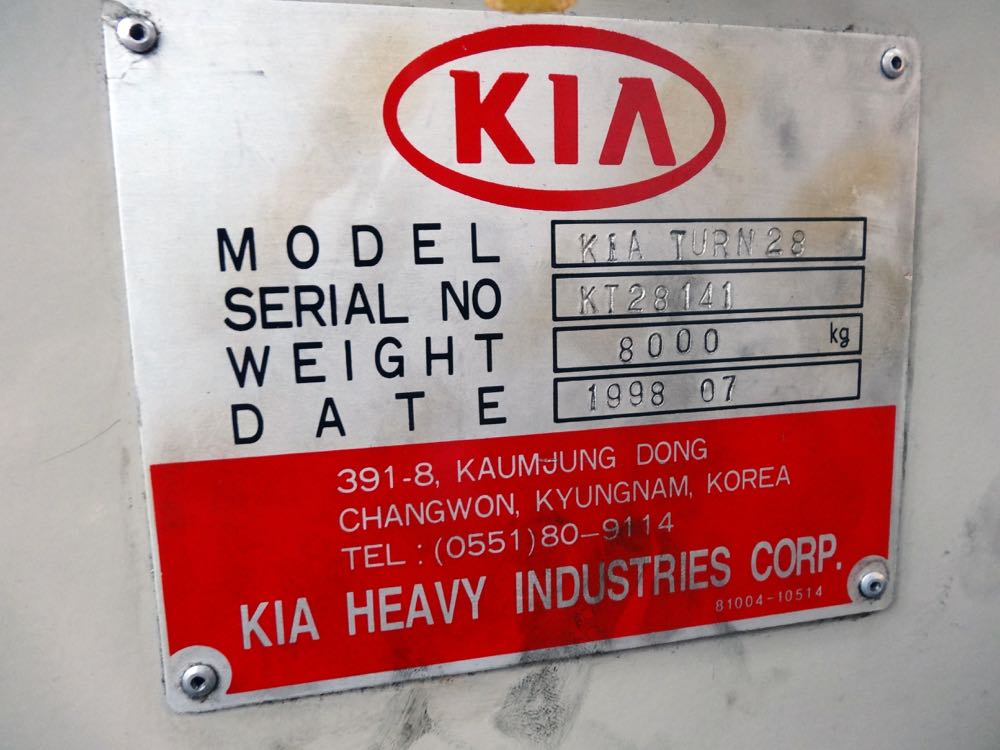 KIA
MODEL KIA TURN28
SERIAL NO KT28141
WEIGHT 8000 kg
DATE 1998 07
391-8, KAUMJUNG DONG
CHANGWON, KYUNGNAM, KOREA
TEL : (0551)80-9114
KIA HEAVY INDUSTRIES CORP.
81004-10514